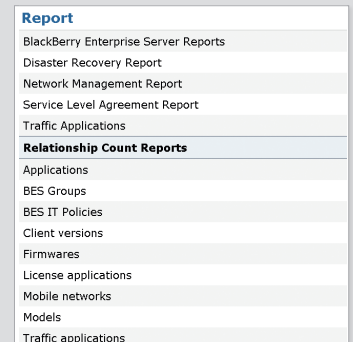 Report
BlackBerry Enterprise Server Reports
Disaster Recovery Report
Network Management Report
Service Level Agreement Report
Traffic Applications
Relationship Count Reports
Applications
BES Groups
BES IT Policies
Client versions
Firmwares
License applications
Mobile networks
Models
Traffic applications